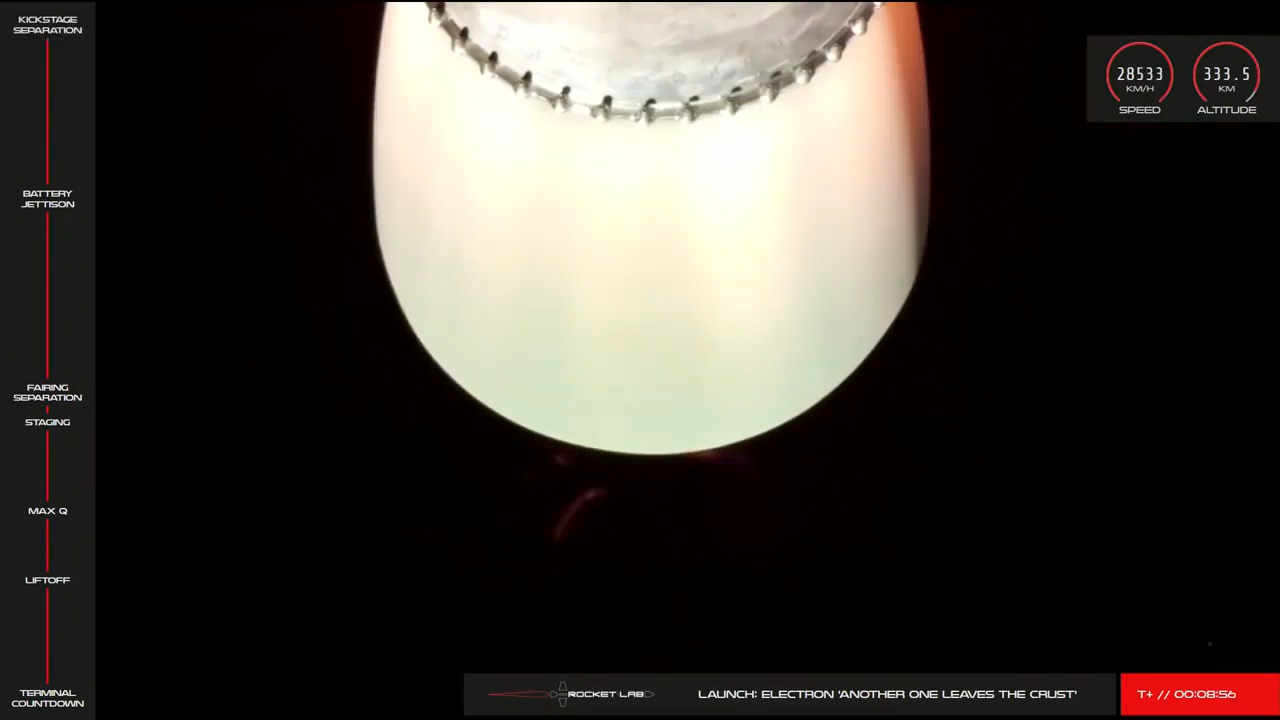 KICKSTAGE
SEPARATION
BATTERY
JETTISON
FAIRING
SEPARATION
STAGING
MAX Q
LIFTOFF
TERMINAL
COUNTDOWN
28533
KM/H
SPEED
333.5
KM
ALTITUDE
ROCKET LAB
LAUNCH: ELECTRON 'ANOTHER ONE LEAVES THE CRUST'
T+ // 00:08:56